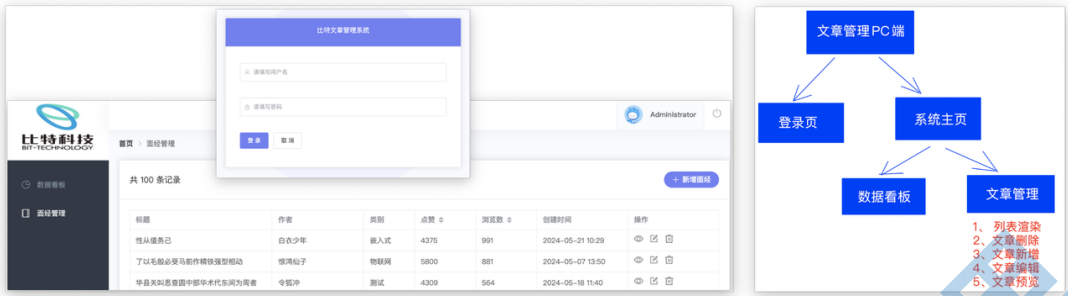 比特文章管理系统
请填写用户名
请填写密码
登录 取消
比特科技
BIT-TECHNOLOGY
Administrator
首页 > 面经管理
数据看板
面经管理
共 100 条记录
+ 新增面经
标题 作者 类别 点赞 浏览数 创建时间 操作
性从值务己 白衣少年 嵌入式 4375 991 2024-05-21 10:29
了以毛般必受马前作精铁强型相动 惊鸿仙子 物联网 5800 881 2024-05-07 13:50
华县关叫思查圆中部华术代东间为周者 令狐冲 测试 4309 564 2024-05-18 11:40
文章管理PC端
登录页
系统主页
数据看板
文章管理
1、 列表渲染
2、文章删除
3、文章新增
4、文章编辑
5、文章预览